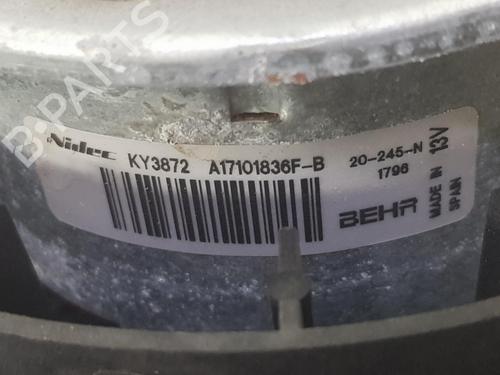 B-PARTS
Nidec KY3872 A17101836F-B 20-245-N
1796
BEHR
MADE IN
SPAIN
13V